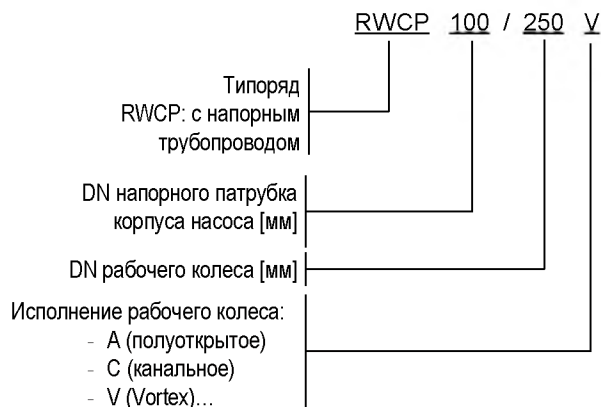 RWCP 100 / 250 V
Типоряд
RWCP: с напорным
трубопроводом
DN напорного патрубка
корпуса насоса [мм]
DN рабочего колеса [мм]
Исполнение рабочего колеса:
- A (полуоткрытое)
- C (канальное)
- V (Vortex)...